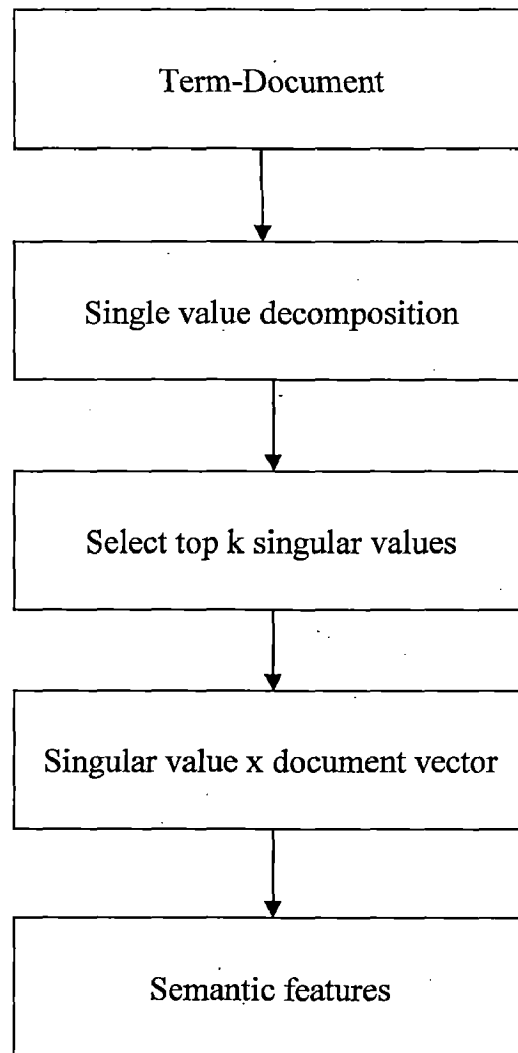 Term-Document
Single value decomposition
Select top k singular values
Singular value x document vector
Semantic features